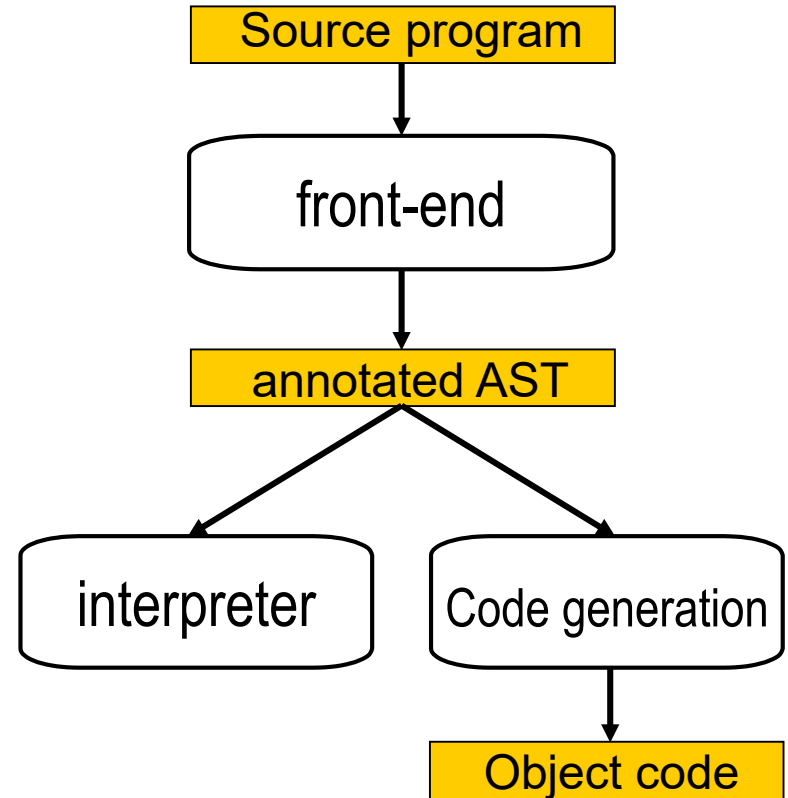 Source program
front-end
annotated AST
interpreter
Code generation
Object code